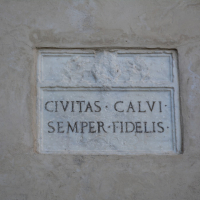 CIVITAS · CALVI ·
SEMPER · FIDELIS ·